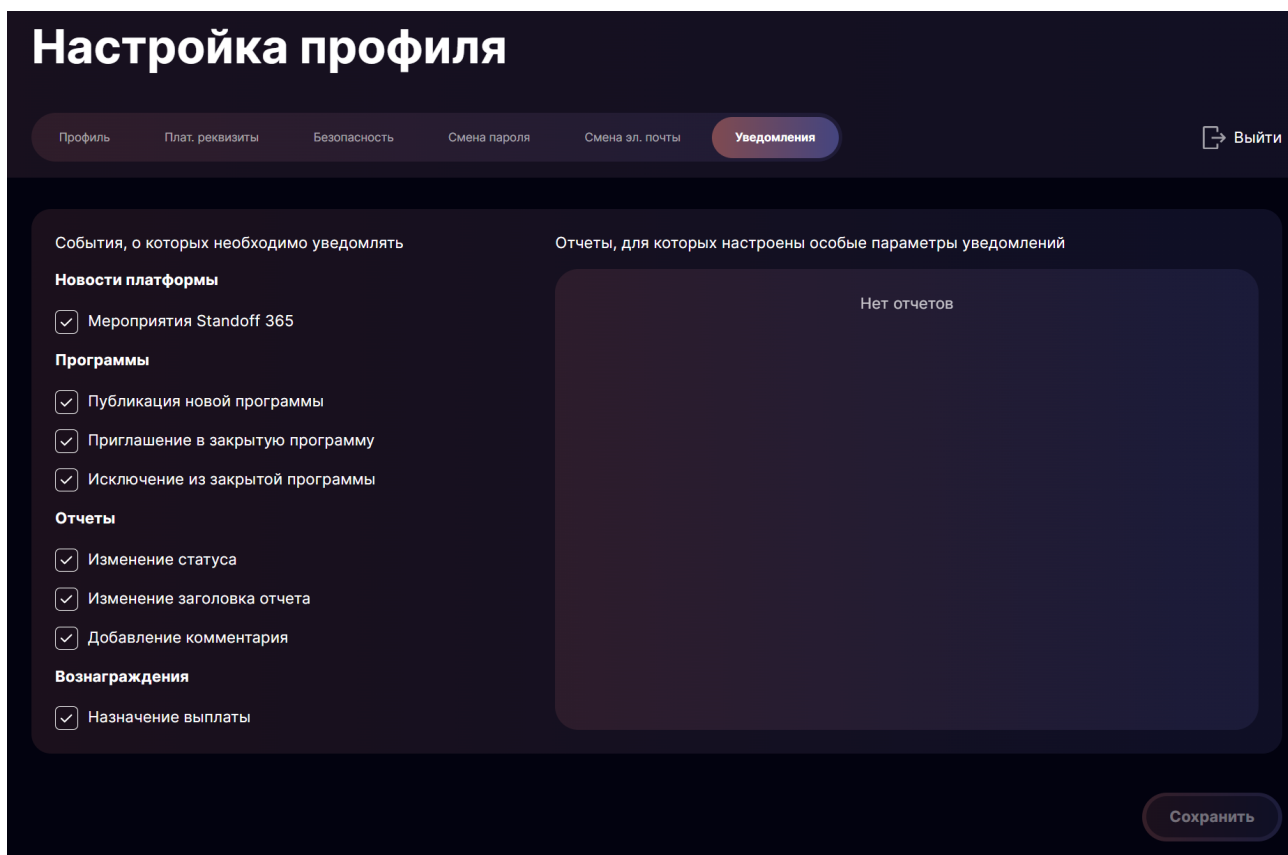 Настройка профиля
Профиль
Плат. реквизиты
Безопасность
Смена пароля
Смена эл. почты
Уведомления
Выйти
События, о которых необходимо уведомлять
Новости платформы
Мероприятия Standoff 365
Программы
Публикация новой программы
Приглашение в закрытую программу
Исключение из закрытой программы
Отчеты
Изменение статуса
Изменение заголовка отчета
Добавление комментария
Вознаграждения
Назначение выплаты
Отчеты, для которых настроены особые параметры уведомлений
Нет отчетов
Сохранить